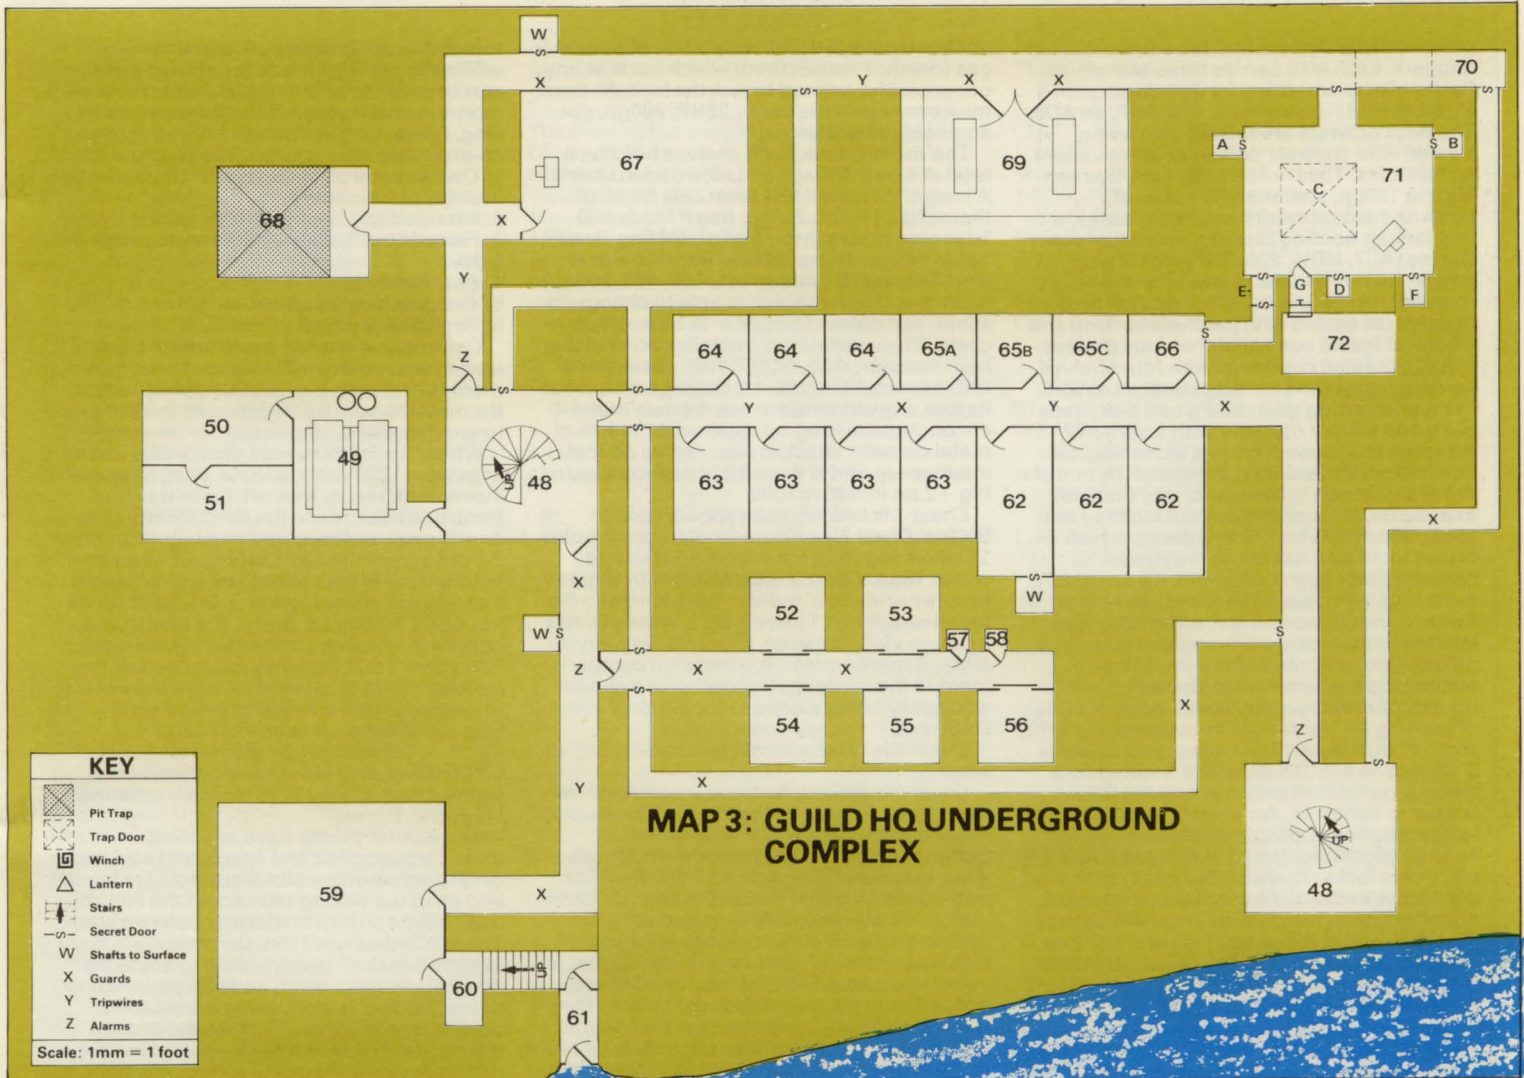 W
S
70
X
Y
X
X
S
S
S
A
S
S
B
67
69
71
C
68
X
Y
S
S
S
E
G
D
F
S
T
S
64
64
64
65A
65B
65C
66
72
Z
S
S
Y
X
Y
X
50
49
UP
48
S
63
63
63
63
62
62
62
51
X
X
S
W
52
53
W
S
57
58
S
S
Z
X
X
S
54
55
56
X
Z
S
X
Y
MAP 3: GUILD HQ UNDERGROUND
COMPLEX
UP
48
59
X
UP
60
61
KEY
Pit Trap
Trap Door
Winch
Lantern
Stairs
S Secret Door
W Shafts to Surface
X Guards
Y Tripwires
Z Alarms
Scale: 1mm = 1 foot